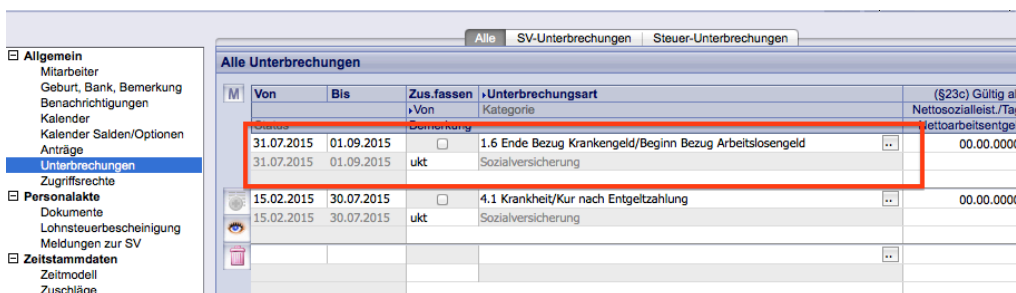 Alle SV-Unterbrechungen Steuer-Unterbrechungen
Allgemein
Mitarbeiter
Geburt, Bank, Bemerkung
Benachrichtigungen
Kalender
Kalender Salden/Optionen
Anträge
Unterbrechungen
Zugriffsrechte
Personalakte
Dokumente
Lohnsteuerbescheinigung
Meldungen zur SV
Zeitstammdaten
Zeitmodell
Zuschläge
Alle Unterbrechungen
M Von Bis Zus.fassen Unterbrechungsart (§23c) Gültig a
Von Kategorie Nettosozialleist./Ta
Status Bemerkung Nettoarbeitsentge
31.07.2015 01.09.2015 1.6 Ende Bezug Krankengeld/Beginn Bezug Arbeitslosengeld .. 00.00.0000
31.07.2015 01.09.2015 ukt Sozialversicherung
15.02.2015 30.07.2015 4.1 Krankheit/Kur nach Entgeltzahlung .. 00.00.0000
15.02.2015 30.07.2015 ukt Sozialversicherung
..